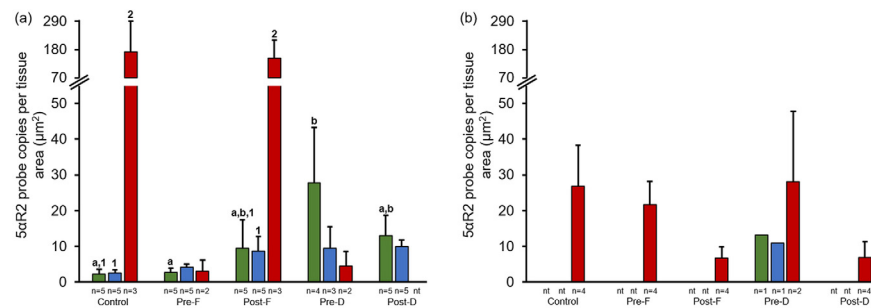 (a)
5αR2 probe copies per tissue
area (μm²)
290
180
70
50
40
30
20
10
0
2
2
b
a,b,1
a,b
a,1
1
a
1
n=5 n=5 n=3
n=5 n=5 n=2
n=5 n=5 n=3
n=4 n=3 n=2
n=5 n=5 nt
Control
Pre-F
Post-F
Pre-D
Post-D
(b)
5αR2 probe copies per tissue
area (μm²)
290
180
70
50
40
30
20
10
0
nt nt n=4
nt nt n=4
nt nt n=4
n=1 n=1 n=2
nt nt n=4
Control
Pre-F
Post-F
Pre-D
Post-D